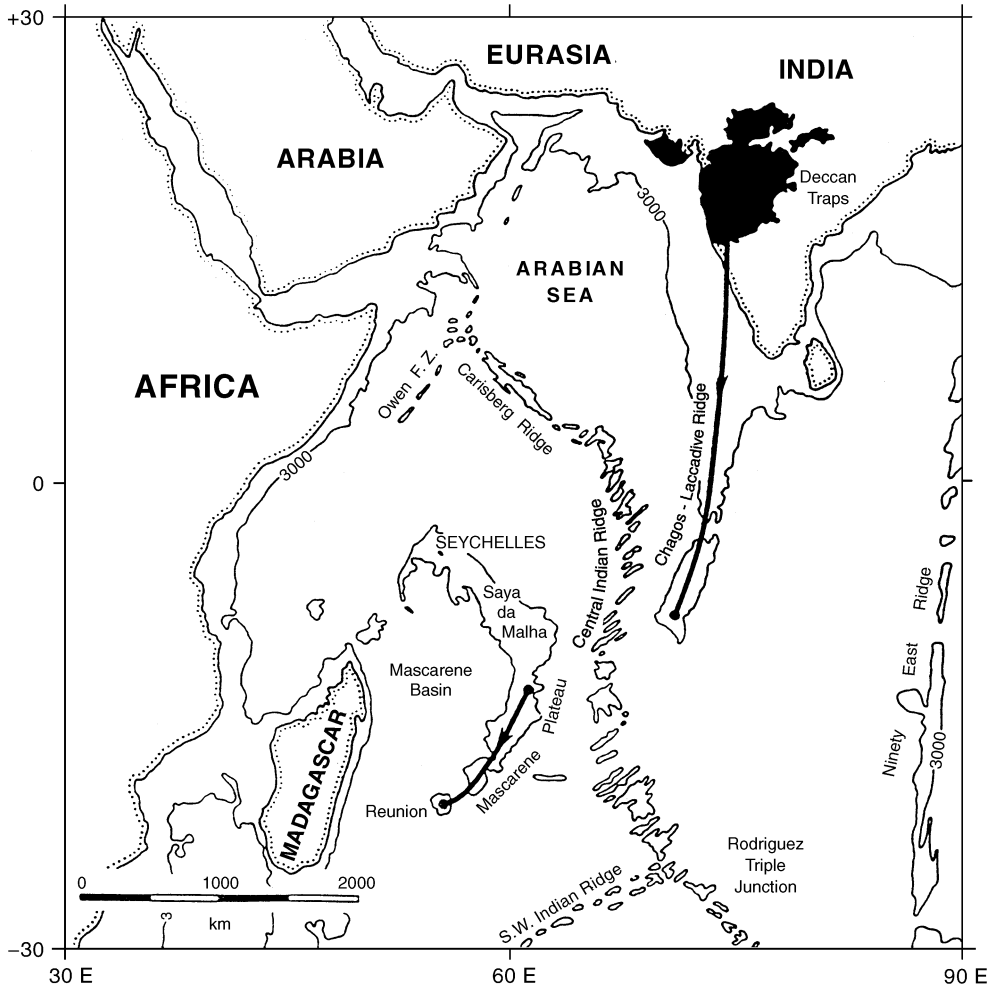 +30
EURASIA
INDIA
ARABIA
Deccan
Traps
3000
ARABIAN
SEA
AFRICA
Owen F. Z.
Carlsberg Ridge
Chagos - Laccadive Ridge
3000
0
Central Indian Ridge
SEYCHELLES
Saya
da
Malha
Ridge
East
Ninety
3000
Mascarene
Basin
Mascarene Plateau
MADAGASCAR
Reunion
Rodriguez
Triple
Junction
S.W. Indian Ridge
0 1000 2000
km
3
−30
30 E 60 E 90 E